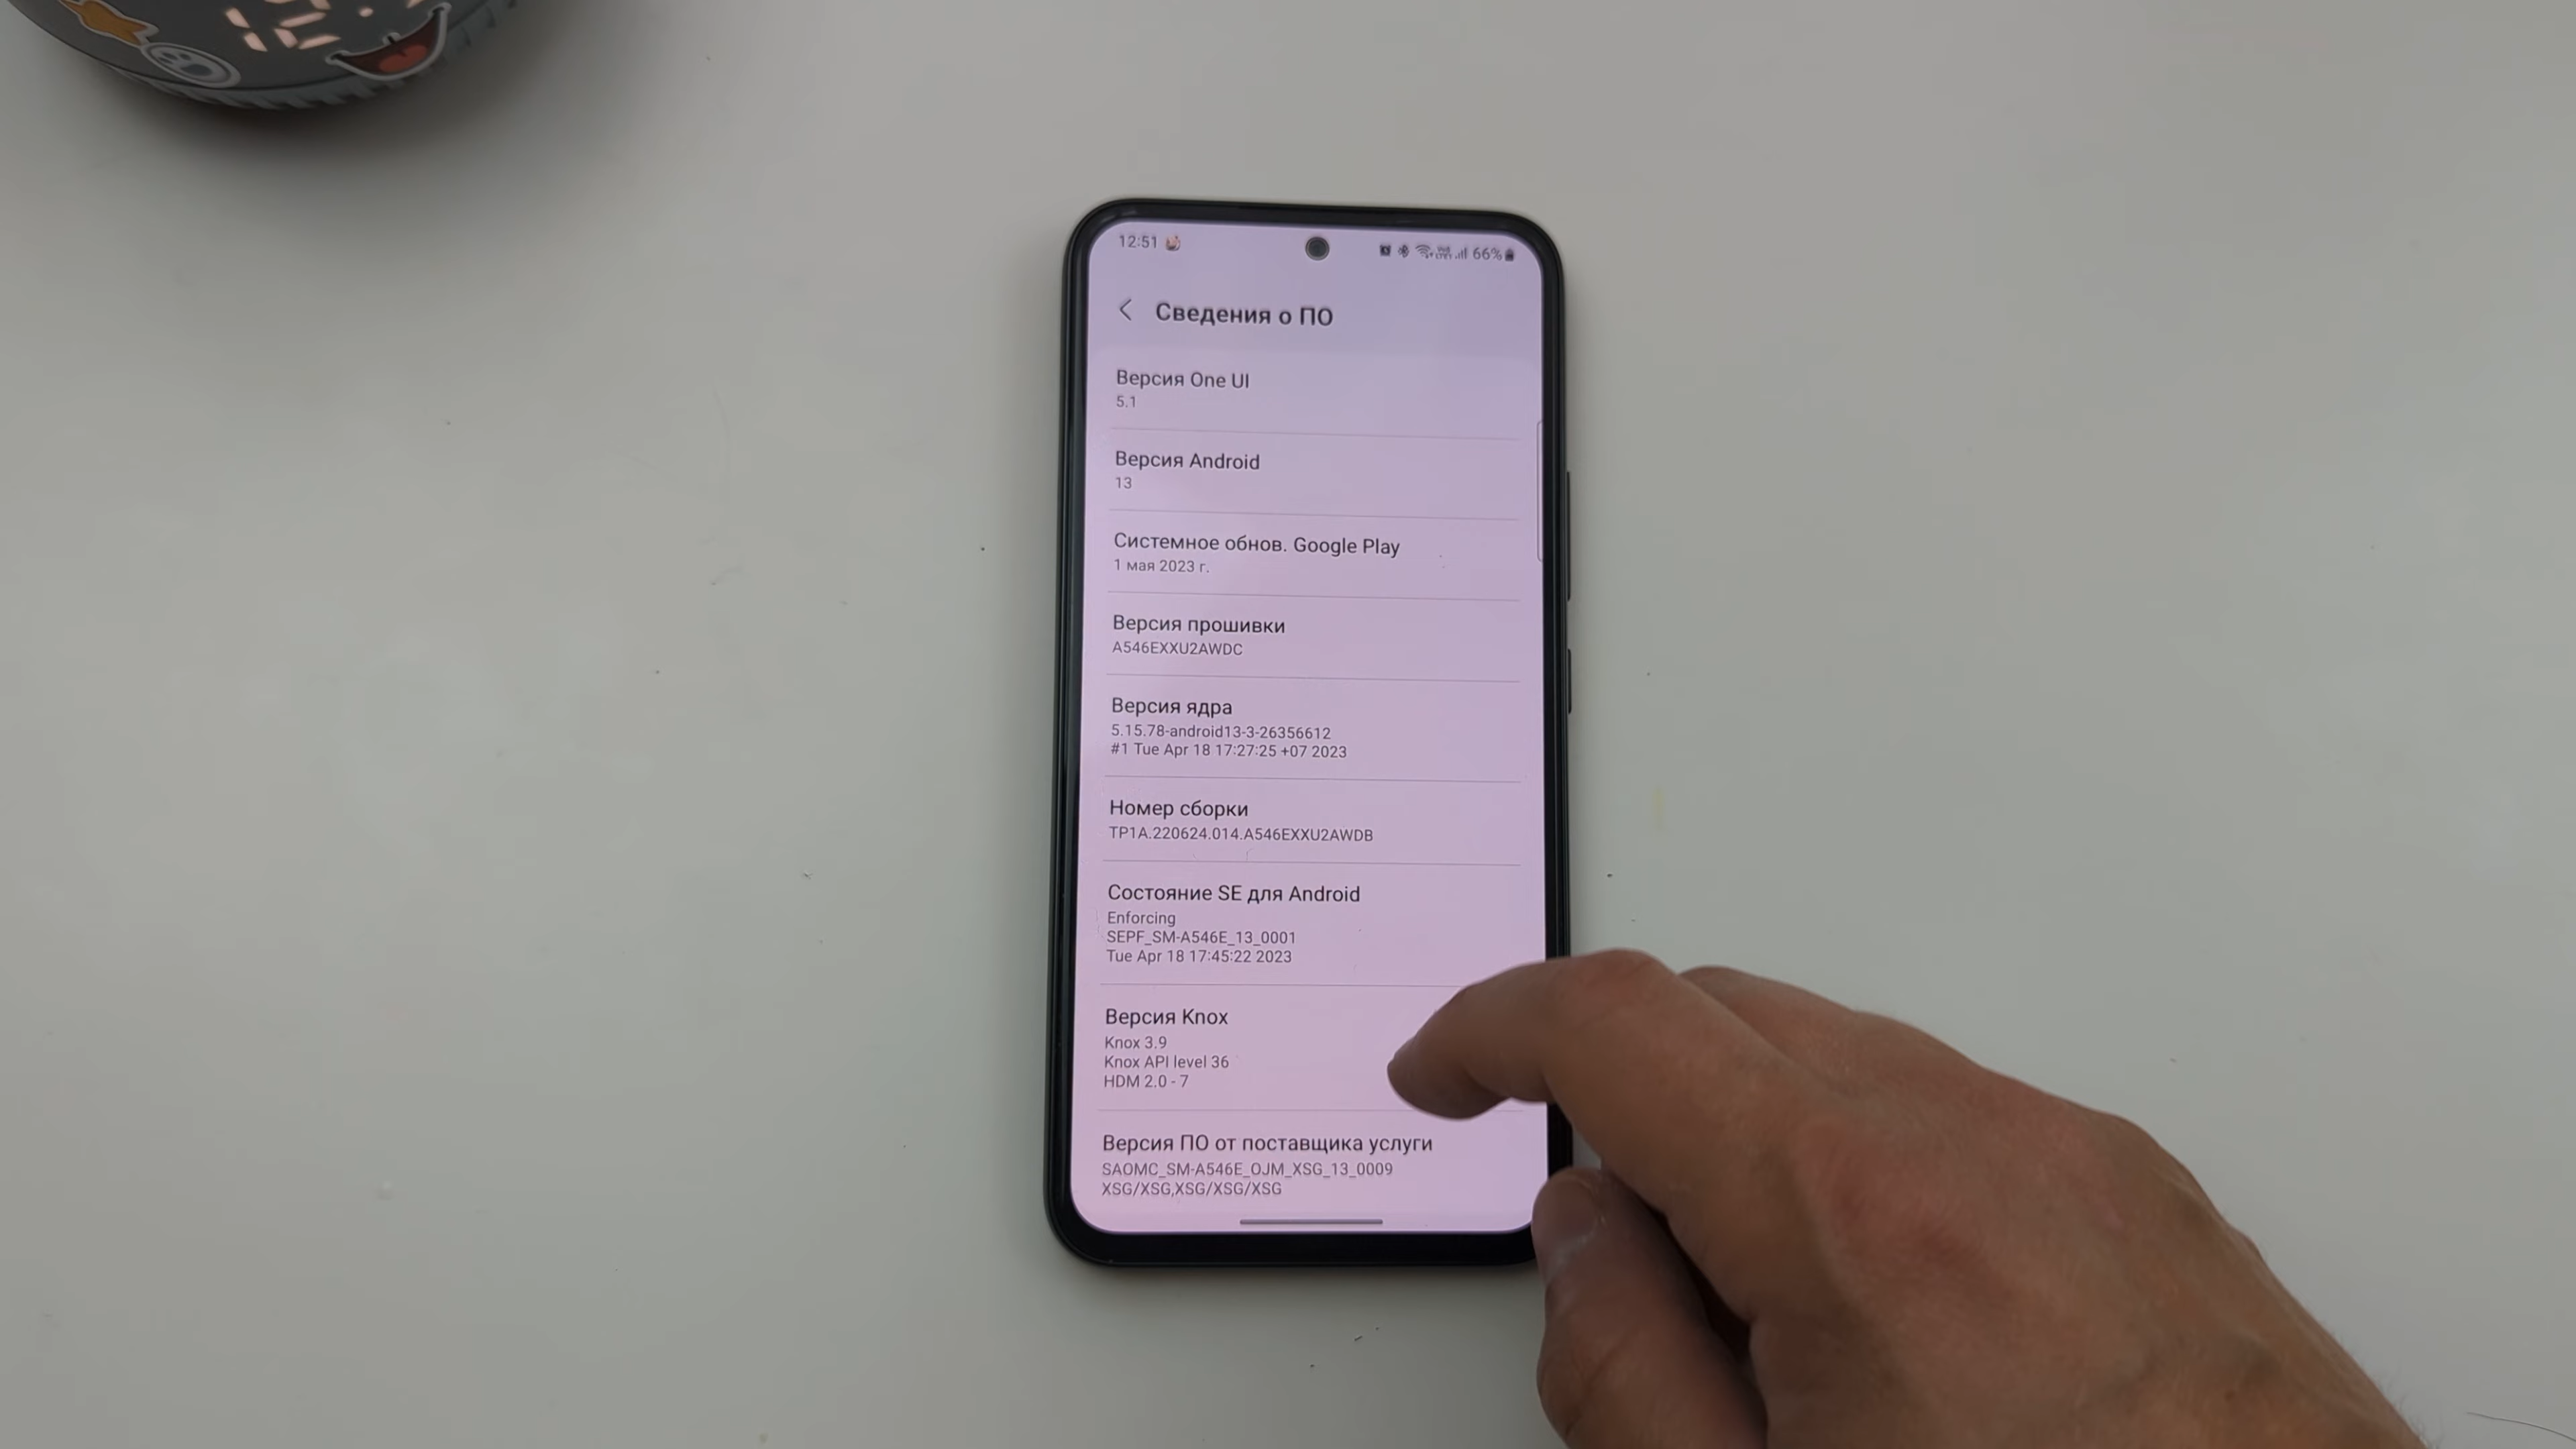 12:51
66%
Сведения о ПО
Версия One UI
5.1
Версия Android
13
Системное обнов. Google Play
1 мая 2023 г.
Версия прошивки
A546EXXU2AWDC
Версия ядра
5.15.78-android13-3-26356612
#1 Tue Apr 18 17:27:25 +07 2023
Номер сборки
TP1A.220624.014.A546EXXU2AWDB
Состояние SE для Android
Enforcing
SEPF_SM-A546E_13_0001
Tue Apr 18 17:45:22 2023
Версия Knox
Knox 3.9
Knox API level 36
HDM 2.0 - 7
Версия ПО от поставщика услуги
SAOMC_SM-A546E_OJM_XSG_13_0009
XSG/XSG,XSG/XSG/XSG